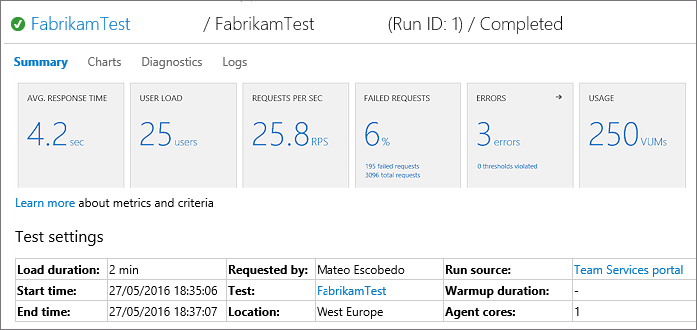 FabrikamTest / FabrikamTest (Run ID: 1) / Completed
Summary Charts Diagnostics Logs
AVG. RESPONSE TIME USER LOAD REQUESTS PER SEC FAILED REQUESTS ERRORS → USAGE
4.2 sec 25 users 25.8 RPS 6% 3 errors 250 VUMs
195 failed requests 0 thresholds violated
3096 total requests
Learn more about metrics and criteria
Test settings
Load duration: 2 min Requested by: Mateo Escobedo Run source: Team Services portal
Start time: 27/05/2016 18:35:06 Test: FabrikamTest Warmup duration: -
End time: 27/05/2016 18:37:07 Location: West Europe Agent cores: 1